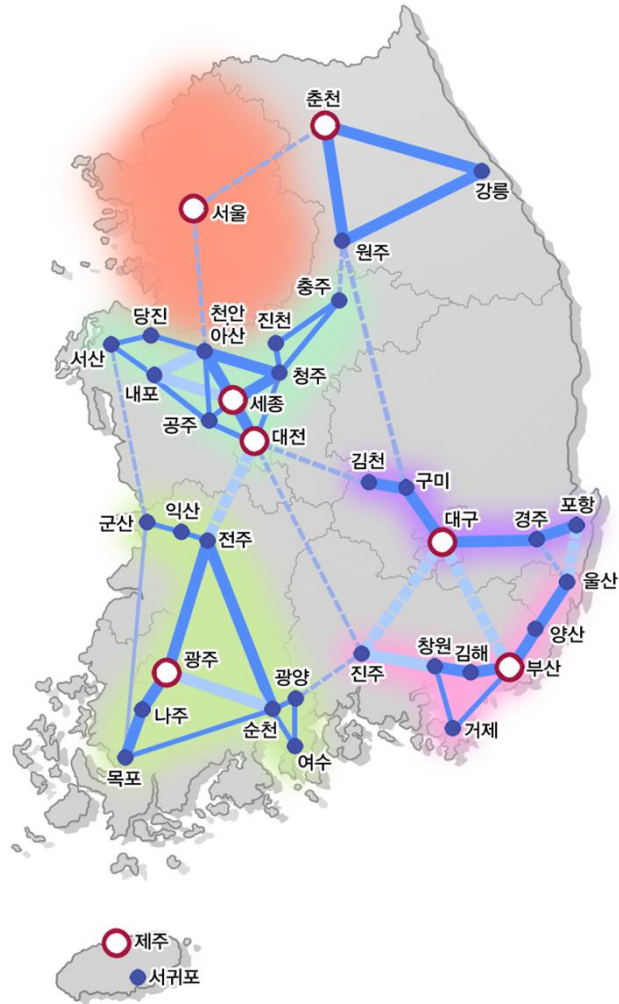 춘천
강릉
서울
원주
충주
당진
천안
아산
진천
서산
내포
청주
세종
공주
대전
김천
구미
포항
대구
경주
군산
익산
전주
울산
양산
광주
진주
창원
김해
부산
광양
나주
순천
거제
여수
목포
제주
서귀포